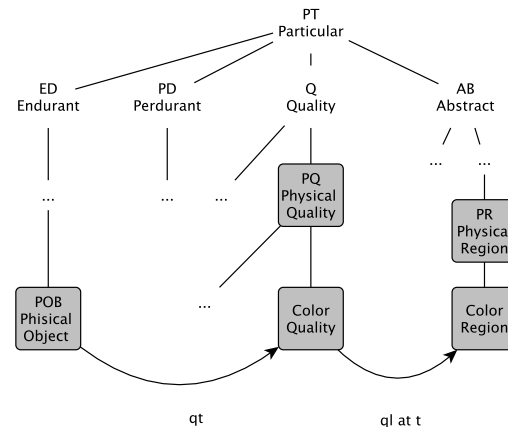 PT
Particular
ED
Endurant
PD
Perdurant
Q
Quality
AB
Abstract
...
...
...
...
...
PQ
Physical
Quality
PR
Physical
Region
...
POB
Phisical
Object
Color
Quality
Color
Region
qt
ql at t